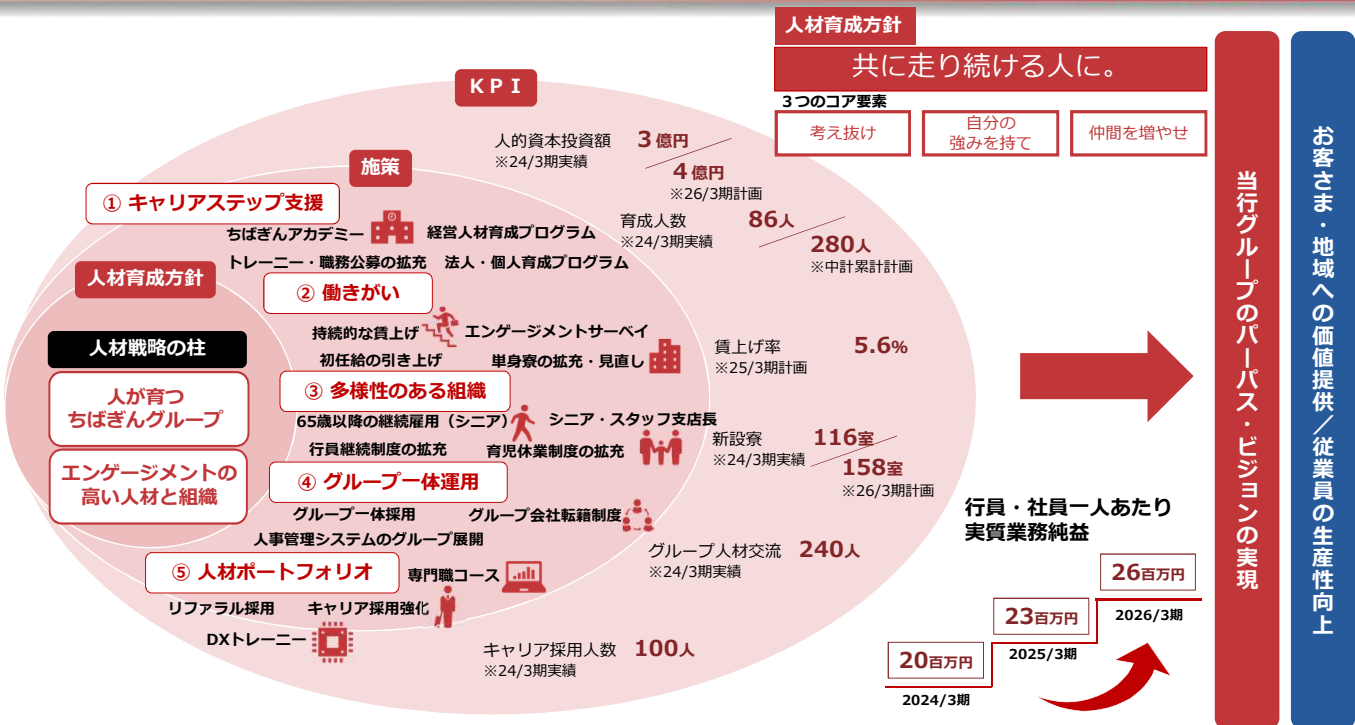 人材育成方針
共に走り続ける人に。
3つのコア要素
考え抜け
自分の
強みを持て
仲間を増やせ
KPI
人的資本投資額 3億円
※24/3期実績
4億円
※26/3期計画
育成人数 86人
※24/3期実績
280人
※中計累計計画
賃上げ率 5.6%
※25/3期計画
新設寮 116室
※24/3期実績
158室
※26/3期計画
グループ人材交流 240人
※24/3期実績
キャリア採用人数 100人
※24/3期実績
施策
① キャリアステップ支援
ちばぎんアカデミー 経営人材育成プログラム
トレーニー・職務公募の拡充 法人・個人育成プログラム
② 働きがい
持続的な賃上げ エンゲージメントサーベイ
初任給の引き上げ 単身寮の拡充・見直し
③ 多様性のある組織
65歳以降の継続雇用（シニア） シニア・スタッフ支店長
行員継続制度の拡充 育児休業制度の拡充
④ グループ一体運用
グループ一体採用 グループ会社転籍制度
人事管理システムのグループ展開
⑤ 人材ポートフォリオ
専門職コース
リファラル採用 キャリア採用強化
DXトレーニー
人材育成方針
人材戦略の柱
人が育つ
ちばぎんグループ
エンゲージメントの
高い人材と組織
行員・社員一人あたり
実質業務純益
20百万円
2024/3期
23百万円
2025/3期
26百万円
2026/3期
当行グループのパーパス・ビジョンの実現
お客さま・地域への価値提供／従業員の生産性向上